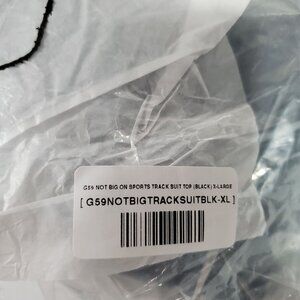 G59 NOT BIG ON SPORTS TRACK SUIT TOP (BLACK) X-LARGE
[ G59NOTBIGTRACKSUITBLK-XL ]